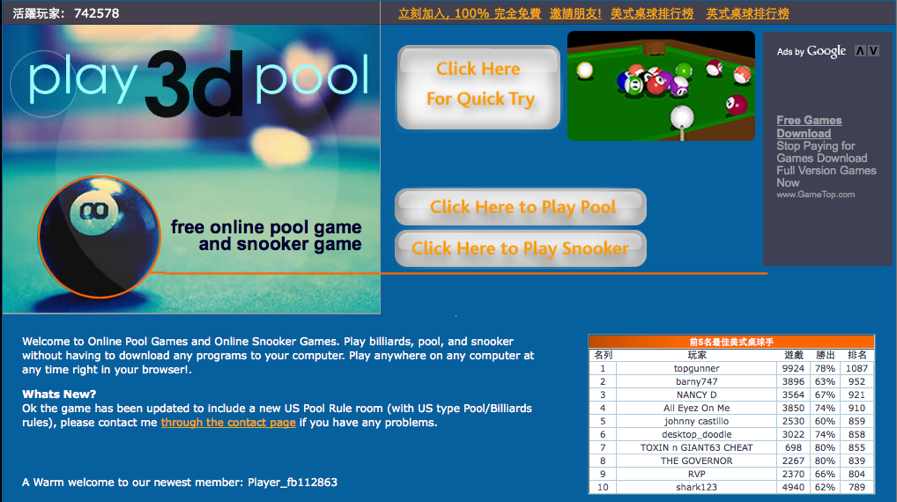 活躍玩家: 742578
立刻加入, 100% 完全免費 邀請朋友! 美式桌球排行榜 英式桌球排行榜
play 3d pool
free online pool game
and snooker game
Click Here
For Quick Try
Click Here to Play Pool
Click Here to Play Snooker
Ads by Google
Free Games
Download
Stop Paying for
Games Download
Full Version Games
Now
www.GameTop.com
Welcome to Online Pool Games and Online Snooker Games. Play billiards, pool, and snooker
without having to download any programs to your computer. Play anywhere on any computer at
any time right in your browser!.
Whats New?
Ok the game has been updated to include a new US Pool Rule room (with US type Pool/Billiards
rules), please contact me through the contact page if you have any problems.
A Warm welcome to our newest member: Player_fb112863
前5名最佳美式桌球手
名列 玩家 遊戲 勝出 排名
1 topgunner 9924 78% 1087
2 barny747 3896 63% 952
3 NANCY D 3564 67% 921
4 All Eyez On Me 3850 74% 910
5 johnny castillo 2530 60% 859
6 desktop_doodle 3022 74% 858
7 TOXIN n GIANT63 CHEAT 698 80% 855
8 THE GOVERNOR 2267 80% 839
9 RVP 2370 66% 804
10 shark123 4940 62% 789